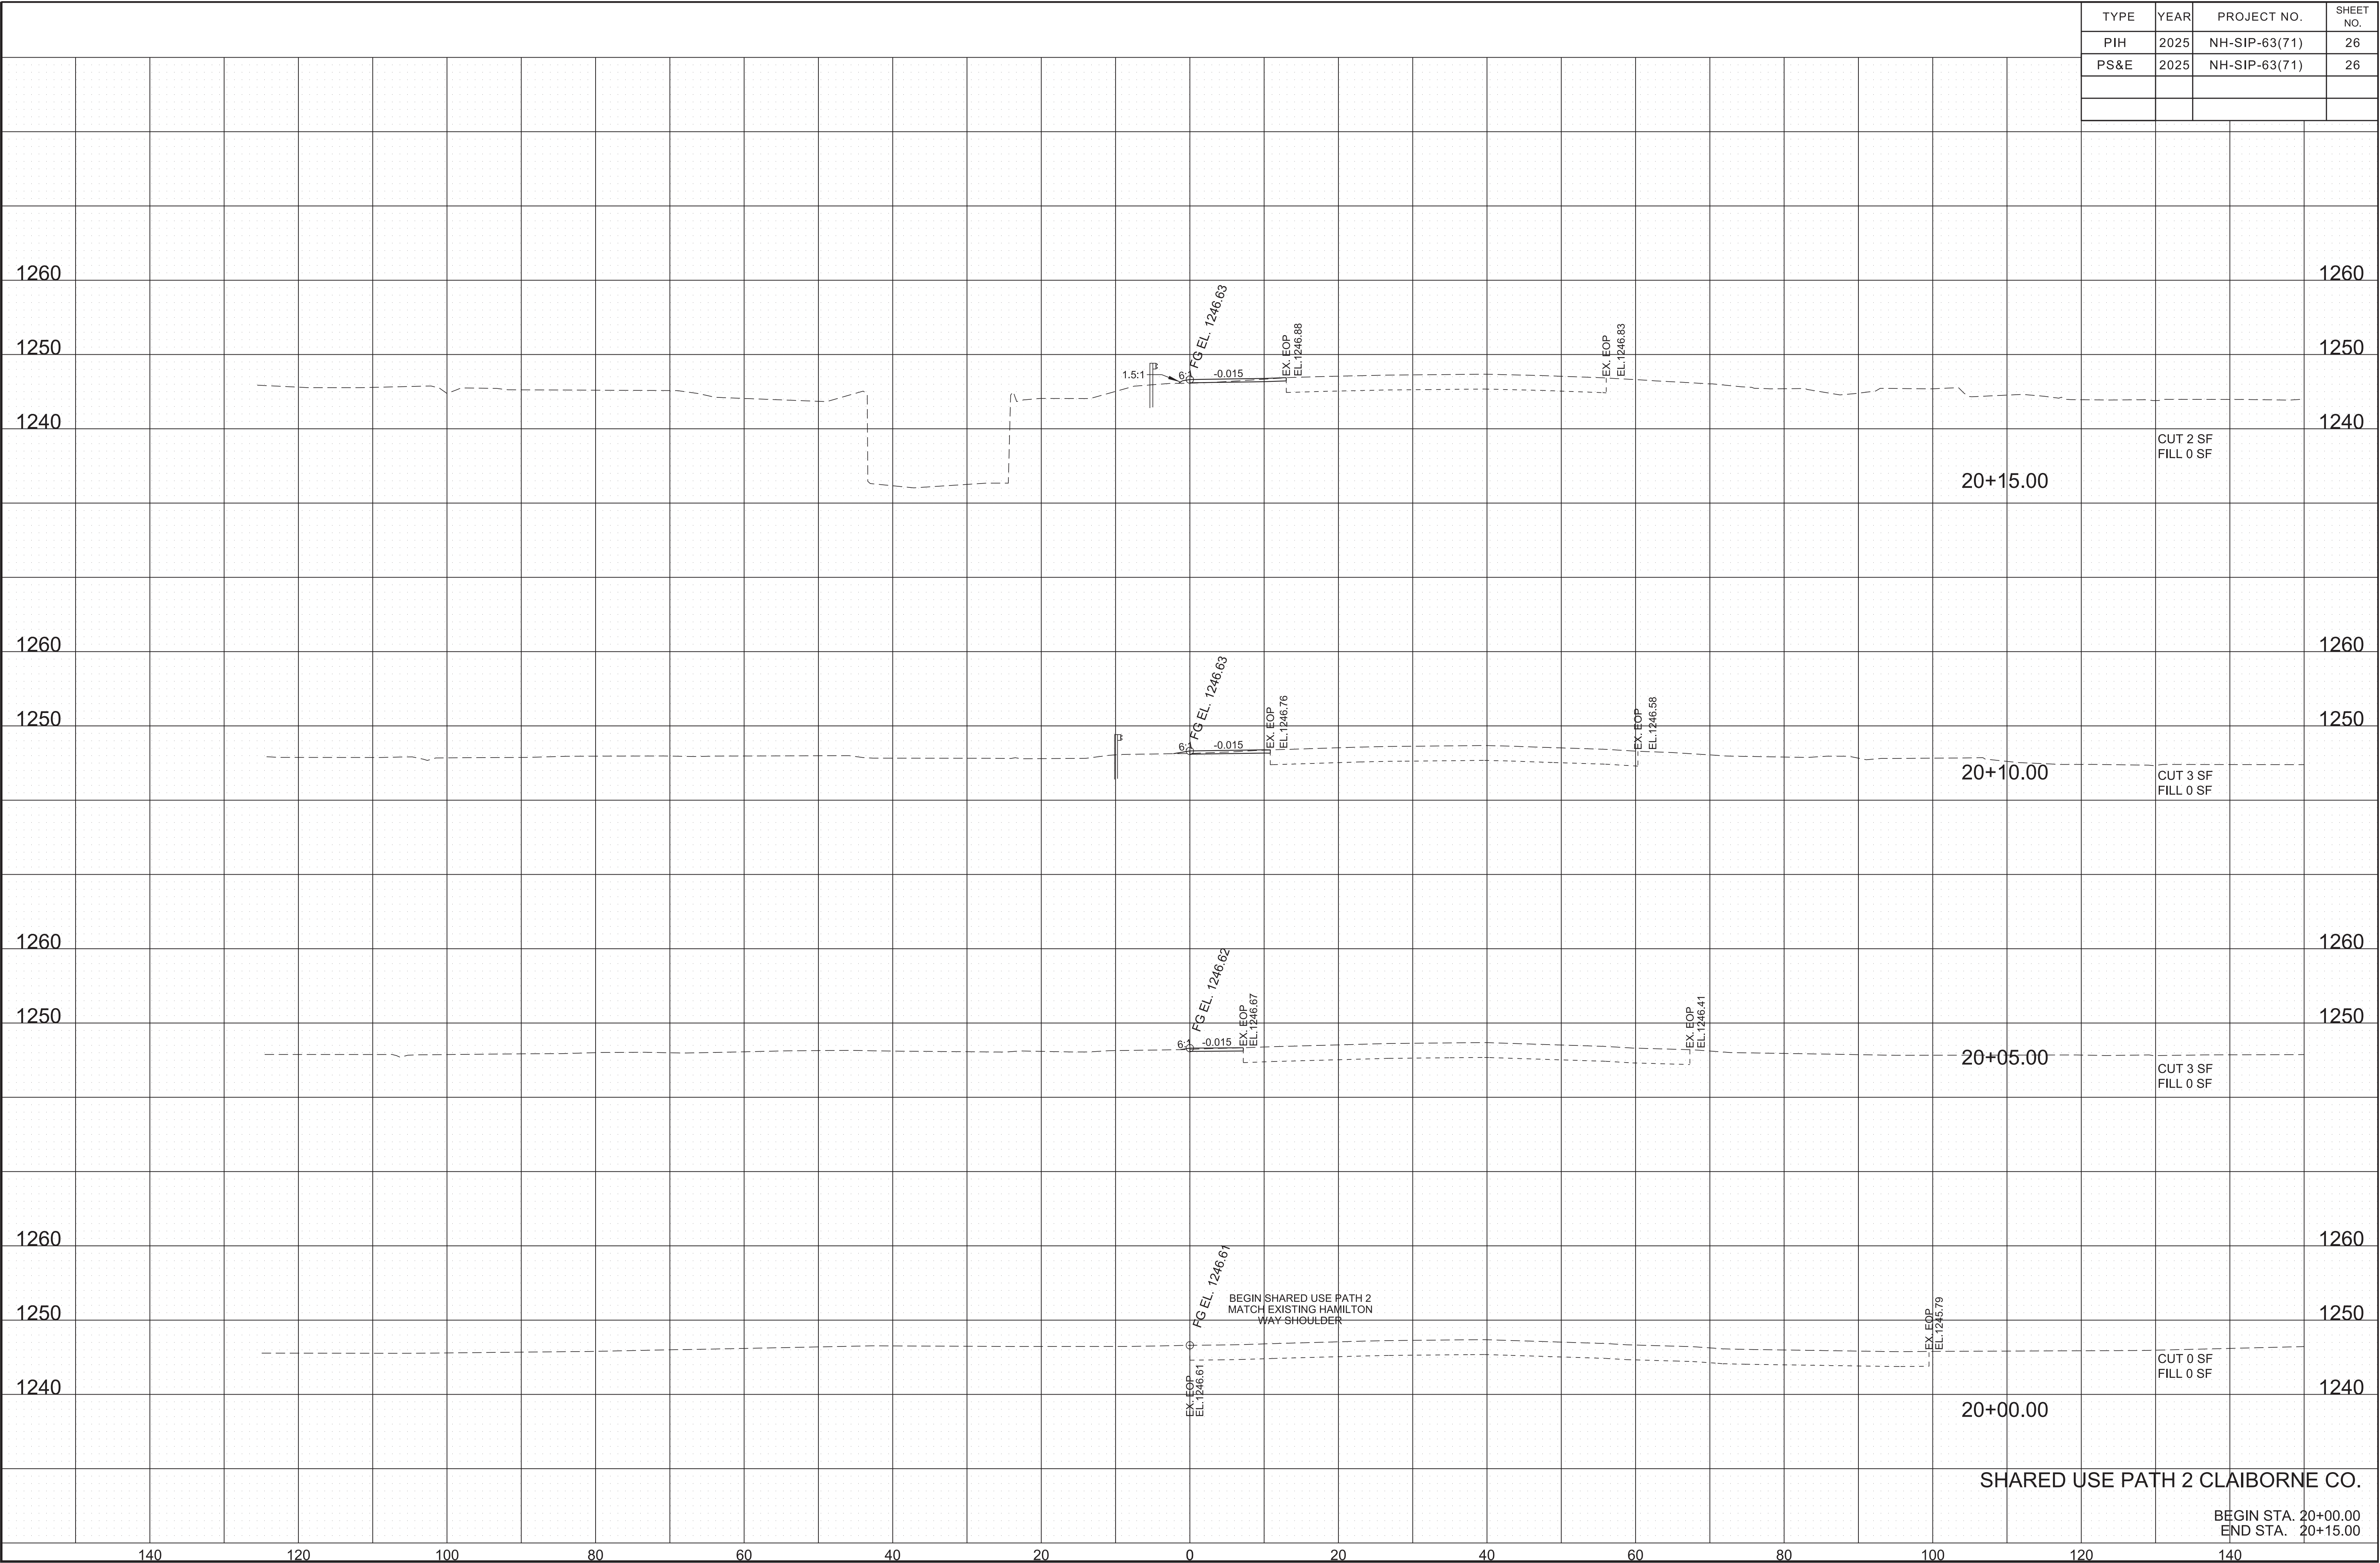 TYPE YEAR PROJECT NO. SHEET NO.
PIH 2025 NH-SIP-63(71) 26
PS&E 2025 NH-SIP-63(71) 26
1260 1260
FG EL. 1246.63
EX. EOP
EL.1246.88
EX. EOP
EL.1246.83
1250 1250
1.5:1 6:1 -0.015
1240 1240
CUT 2 SF
FILL 0 SF
20+15.00
1260 1260
FG EL. 1246.63
EX. EOP
EL.1246.76
EX. EOP
EL.1246.58
1250 1250
6:1 -0.015
20+10.00
CUT 3 SF
FILL 0 SF
1260 1260
FG EL. 1246.62
EX. EOP
EL.1246.67
EX. EOP
EL.1246.41
1250 1250
6:1 -0.015
20+05.00
CUT 3 SF
FILL 0 SF
1260 1260
FG EL. 1246.61
BEGIN SHARED USE PATH 2
MATCH EXISTING HAMILTON
WAY SHOULDER
1250 1250
EX. EOP
EL.1245.79
CUT 0 SF
FILL 0 SF
EX. EOP
EL.1246.61
1240 1240
20+00.00
SHARED USE PATH 2 CLAIBORNE CO.
BEGIN STA. 20+00.00
END STA. 20+15.00
140 120 100 80 60 40 20 0 20 40 60 80 100 120 140